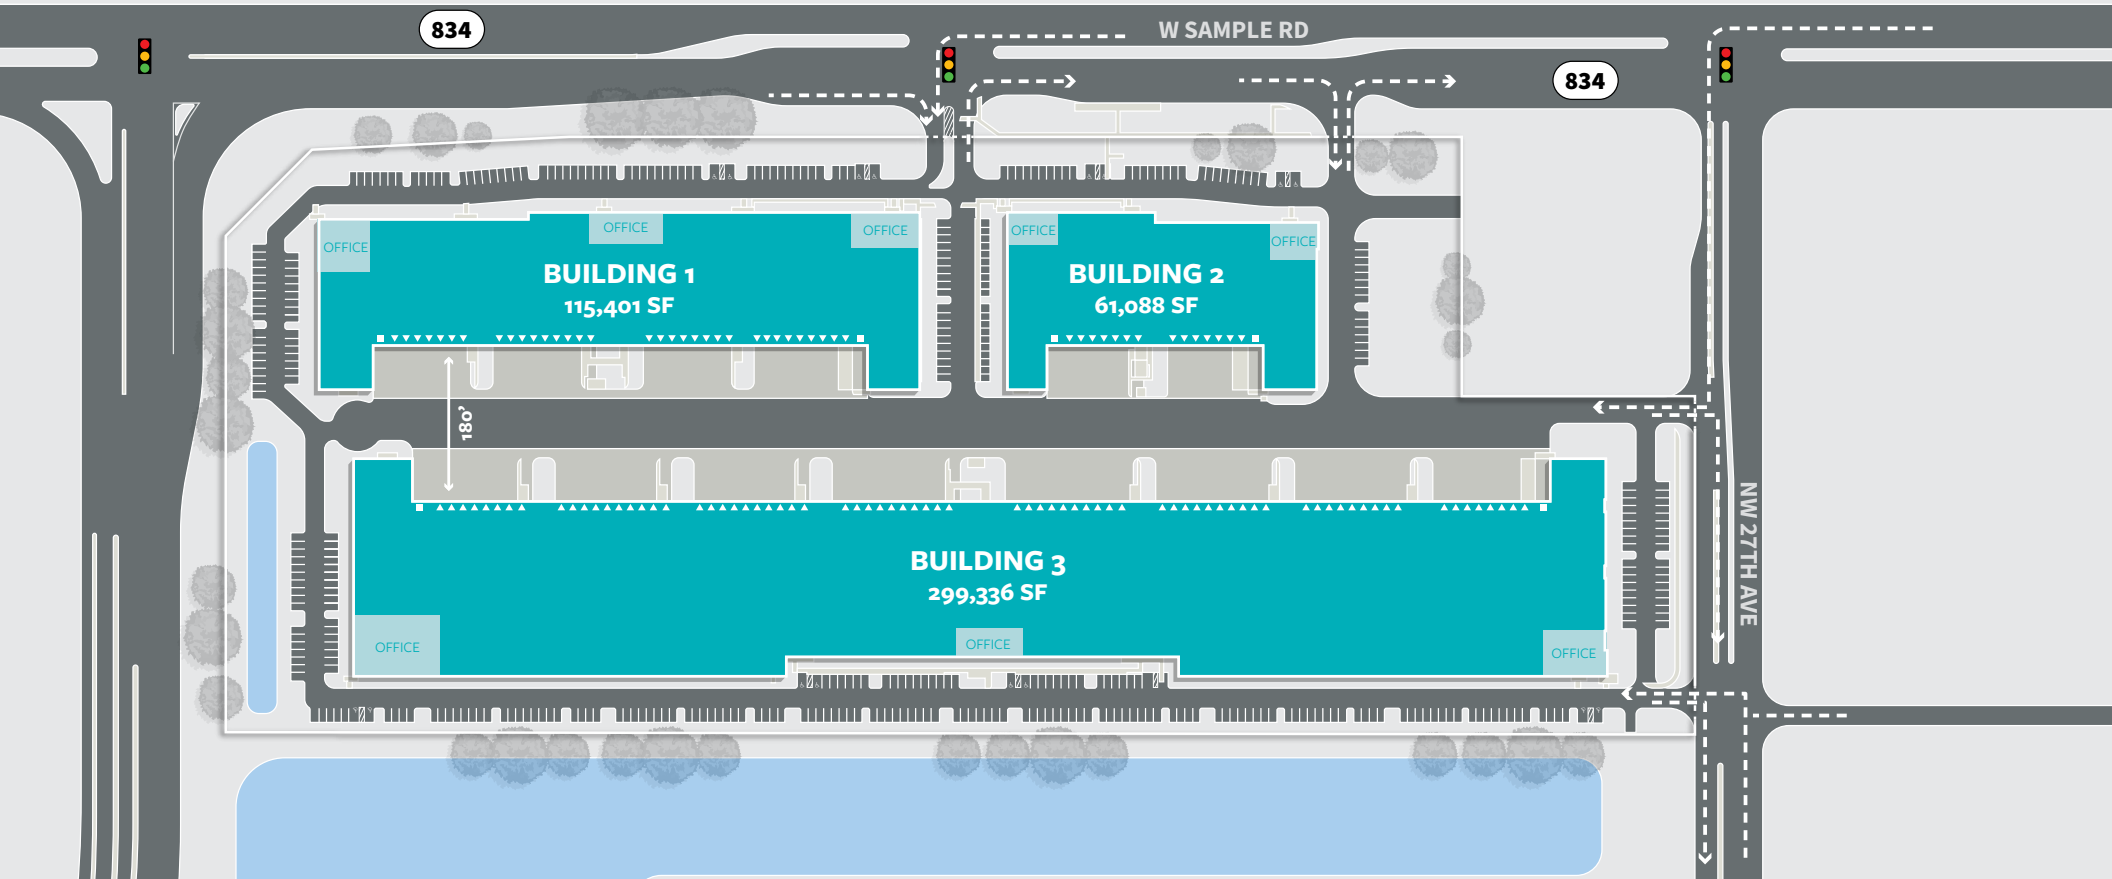 834
W SAMPLE RD
834
OFFICE
OFFICE
OFFICE
BUILDING 1
115,401 SF
OFFICE
OFFICE
BUILDING 2
61,088 SF
180'
NW 27TH AVE
BUILDING 3
299,336 SF
OFFICE
OFFICE
OFFICE